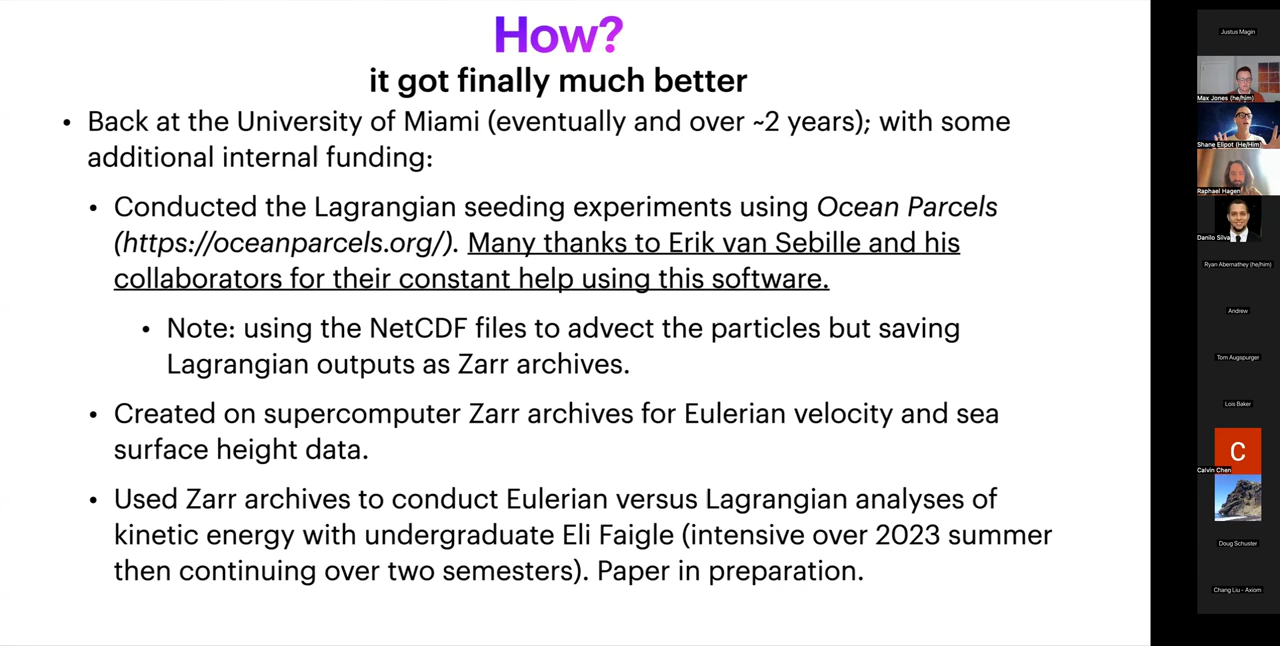 How?
it got finally much better
• Back at the University of Miami (eventually and over ~2 years); with some
additional internal funding:
• Conducted the Lagrangian seeding experiments using Ocean Parcels
(https://oceanparcels.org/). Many thanks to Erik van Sebille and his
collaborators for their constant help using this software.
• Note: using the NetCDF files to advect the particles but saving
Lagrangian outputs as Zarr archives.
• Created on supercomputer Zarr archives for Eulerian velocity and sea
surface height data.
• Used Zarr archives to conduct Eulerian versus Lagrangian analyses of
kinetic energy with undergraduate Eli Faigle (intensive over 2023 summer
then continuing over two semesters). Paper in preparation.
Justus Magin
Max Jones (he/him)
Shane Elipot (He/Him)
Raphael Hagen
Danilo Silva
Ryan Abernathey (he/him)
Andrew
Tom Augspurger
Lois Baker
C
Calvin Chen
Doug Schuster
Chang Liu - Axiom